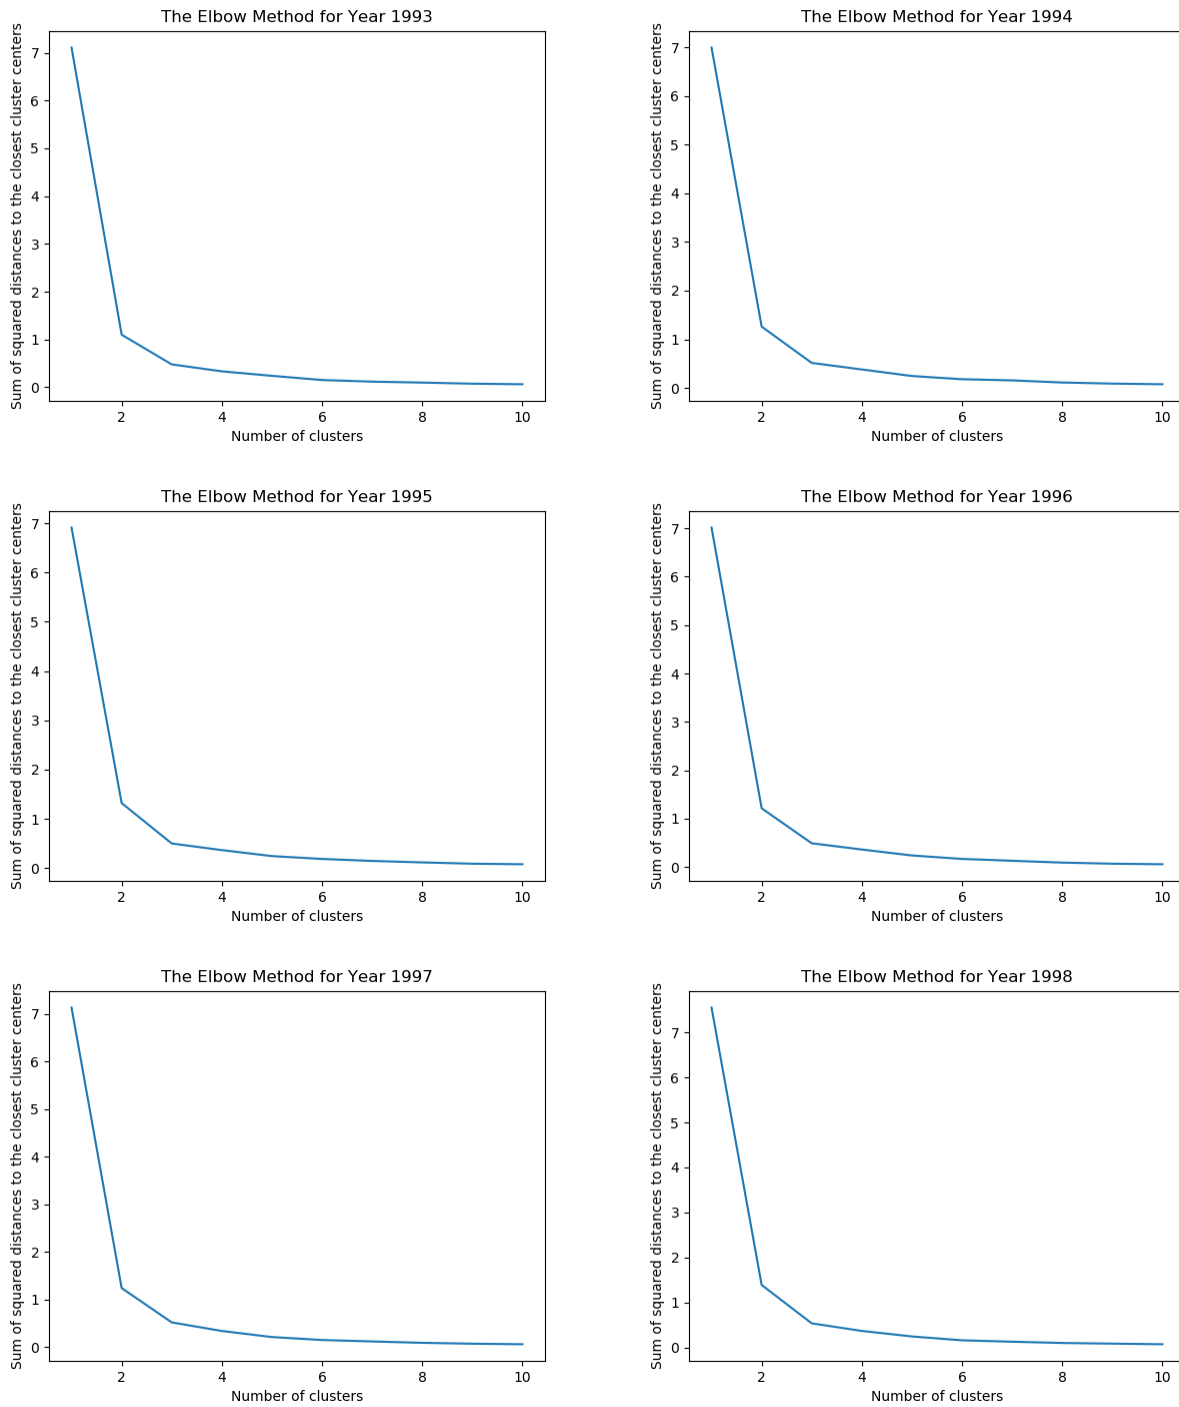 The Elbow Method for Year 1993
Sum of squared distances to the closest cluster centers
7
6
5
4
3
2
1
0
2 4 6 8 10
Number of clusters
The Elbow Method for Year 1994
Sum of squared distances to the closest cluster centers
7
6
5
4
3
2
1
0
2 4 6 8 10
Number of clusters
The Elbow Method for Year 1995
Sum of squared distances to the closest cluster centers
7
6
5
4
3
2
1
0
2 4 6 8 10
Number of clusters
The Elbow Method for Year 1996
Sum of squared distances to the closest cluster centers
7
6
5
4
3
2
1
0
2 4 6 8 10
Number of clusters
The Elbow Method for Year 1997
Sum of squared distances to the closest cluster centers
7
6
5
4
3
2
1
0
2 4 6 8 10
Number of clusters
The Elbow Method for Year 1998
Sum of squared distances to the closest cluster centers
7
6
5
4
3
2
1
0
2 4 6 8 10
Number of clusters